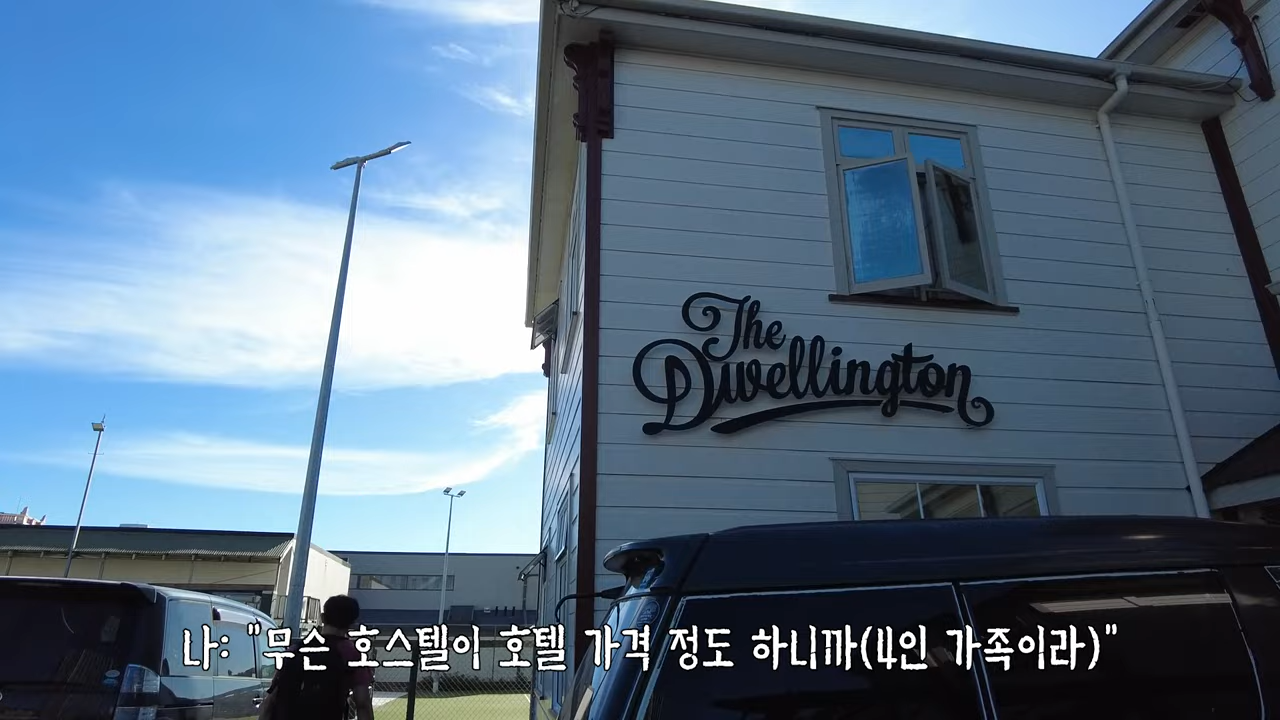 The
Dwellington
나: "무슨 호스텔이 호텔 가격 정도 하니까(4인 가족이라)"